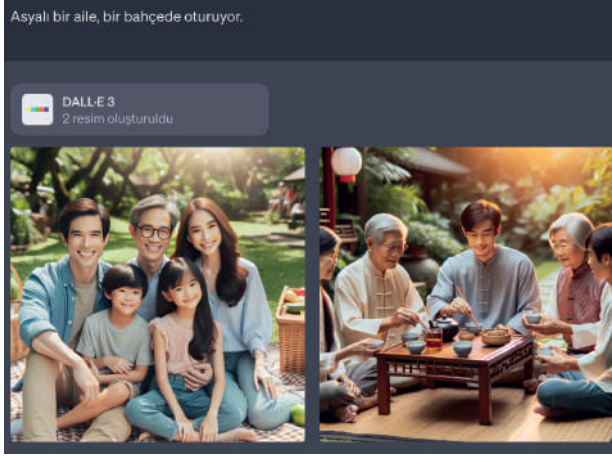 Asyalı bir aile, bir bahçede oturuyor.
DALL·E 3
2 resim oluşturuldu